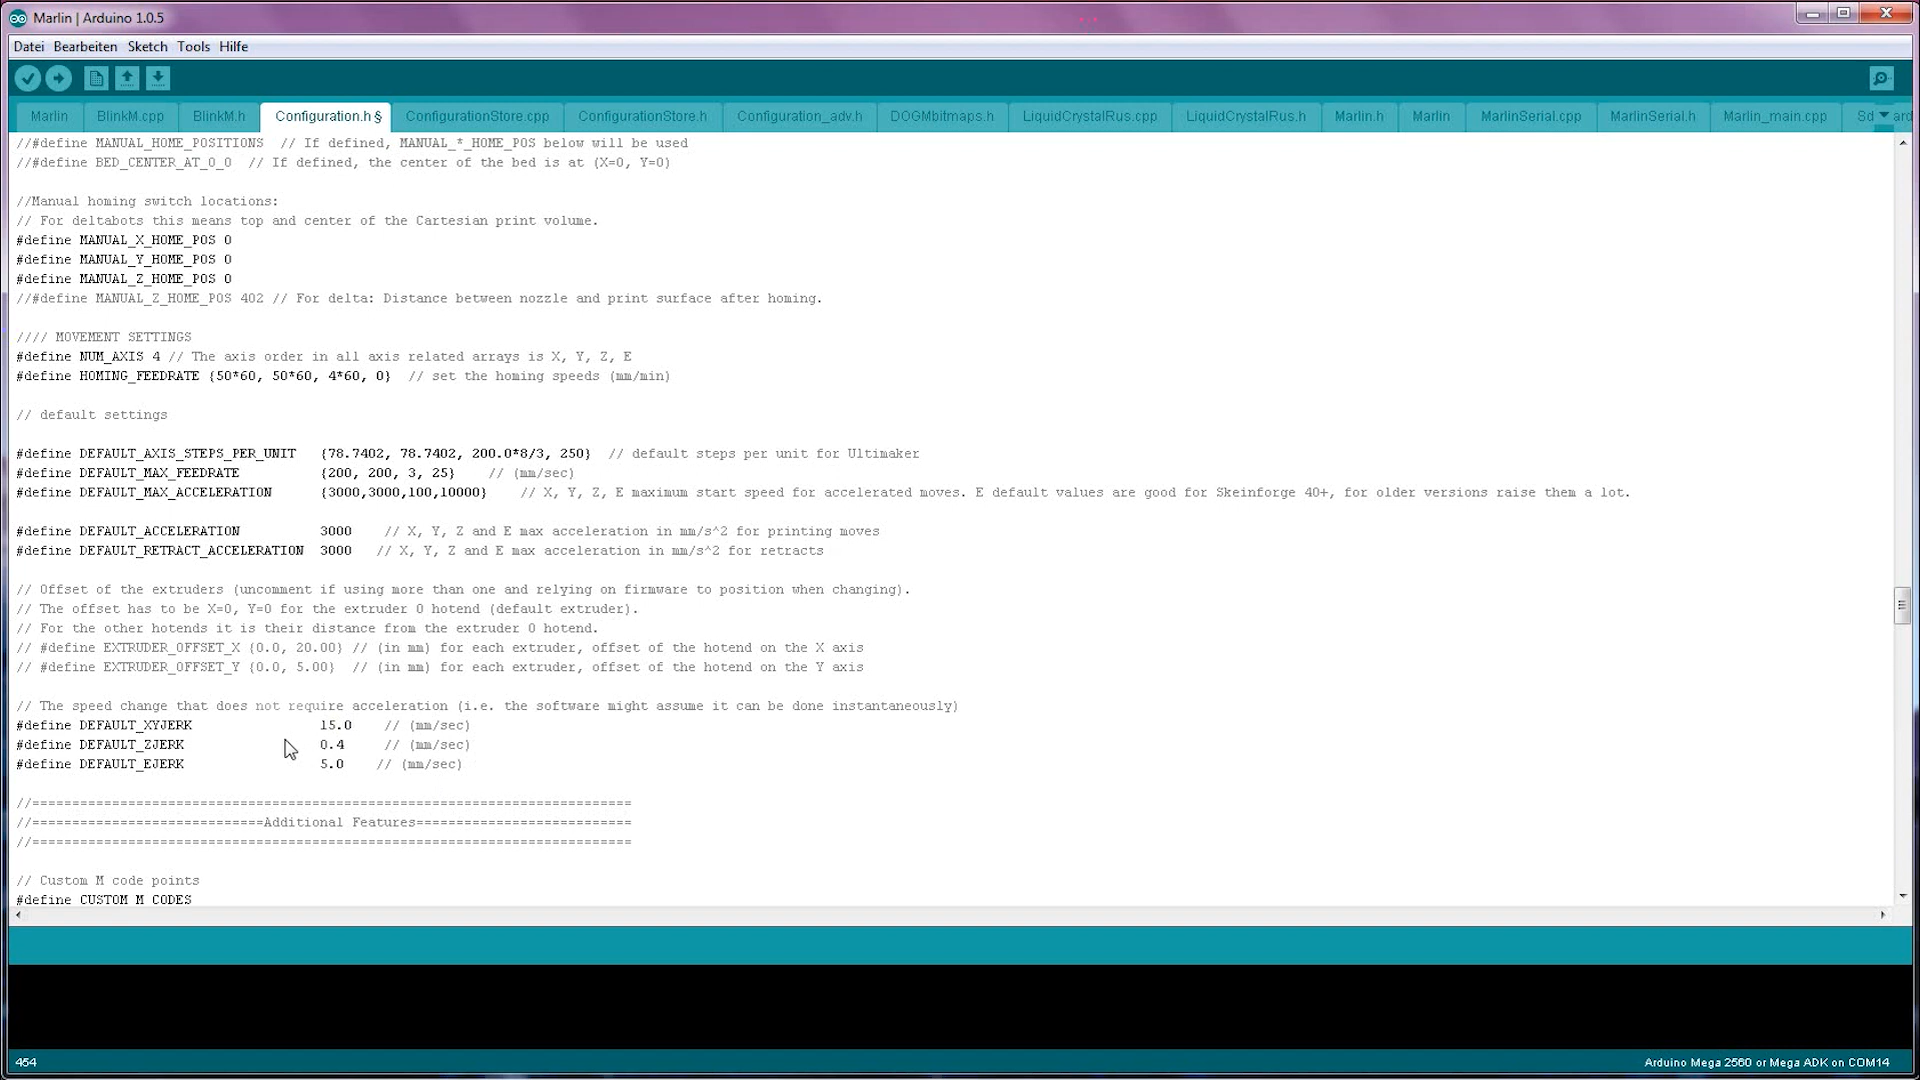 Marlin | Arduino 1.0.5
Datei Bearbeiten Sketch Tools Hilfe
Marlin BlinkM.cpp BlinkM.h Configuration.h § ConfigurationStore.cpp ConfigurationStore.h Configuration_adv.h DOGMbitmaps.h LiquidCrystalRus.cpp LiquidCrystalRus.h Marlin.h Marlin MarlinSerial.cpp MarlinSerial.h Marlin_main.cpp
//#define MANUAL_HOME_POSITIONS // If defined, MANUAL_*_HOME_POS below will be used
//#define BED_CENTER_AT_0_0 // If defined, the center of the bed is at (X=0, Y=0)
//Manual homing switch locations:
// For deltabots this means top and center of the Cartesian print volume.
#define MANUAL_X_HOME_POS 0
#define MANUAL_Y_HOME_POS 0
#define MANUAL_Z_HOME_POS 0
//#define MANUAL_Z_HOME_POS 402 // For delta: Distance between nozzle and print surface after homing.
//// MOVEMENT SETTINGS
#define NUM_AXIS 4 // The axis order in all axis related arrays is X, Y, Z, E
#define HOMING_FEEDRATE {50*60, 50*60, 4*60, 0} // set the homing speeds (mm/min)
// default settings
#define DEFAULT_AXIS_STEPS_PER_UNIT {78.7402, 78.7402, 200.0*8/3, 250} // default steps per unit for Ultimaker
#define DEFAULT_MAX_FEEDRATE {200, 200, 3, 25} // (mm/sec)
#define DEFAULT_MAX_ACCELERATION {3000,3000,100,10000} // X, Y, Z, E maximum start speed for accelerated moves. E default values are good for Skeinforge 40+, for older versions raise them a lot.
#define DEFAULT_ACCELERATION 3000 // X, Y, Z and E max acceleration in mm/s^2 for printing moves
#define DEFAULT_RETRACT_ACCELERATION 3000 // X, Y, Z and E max acceleration in mm/s^2 for retracts
// Offset of the extruders (uncomment if using more than one and relying on firmware to position when changing).
// The offset has to be X=0, Y=0 for the extruder 0 hotend (default extruder).
// For the other hotends it is their distance from the extruder 0 hotend.
// #define EXTRUDER_OFFSET_X {0.0, 20.00} // (in mm) for each extruder, offset of the hotend on the X axis
// #define EXTRUDER_OFFSET_Y {0.0, 5.00} // (in mm) for each extruder, offset of the hotend on the Y axis
// The speed change that does not require acceleration (i.e. the software might assume it can be done instantaneously)
#define DEFAULT_XYJERK 15.0 // (mm/sec)
#define DEFAULT_ZJERK 0.4 // (mm/sec)
#define DEFAULT_EJERK 5.0 // (mm/sec)
//===========================================================================
//=============================Additional Features===========================
//===========================================================================
// Custom M code points
#define CUSTOM_M_CODES
454
Arduino Mega 2560 or Mega ADK on COM14